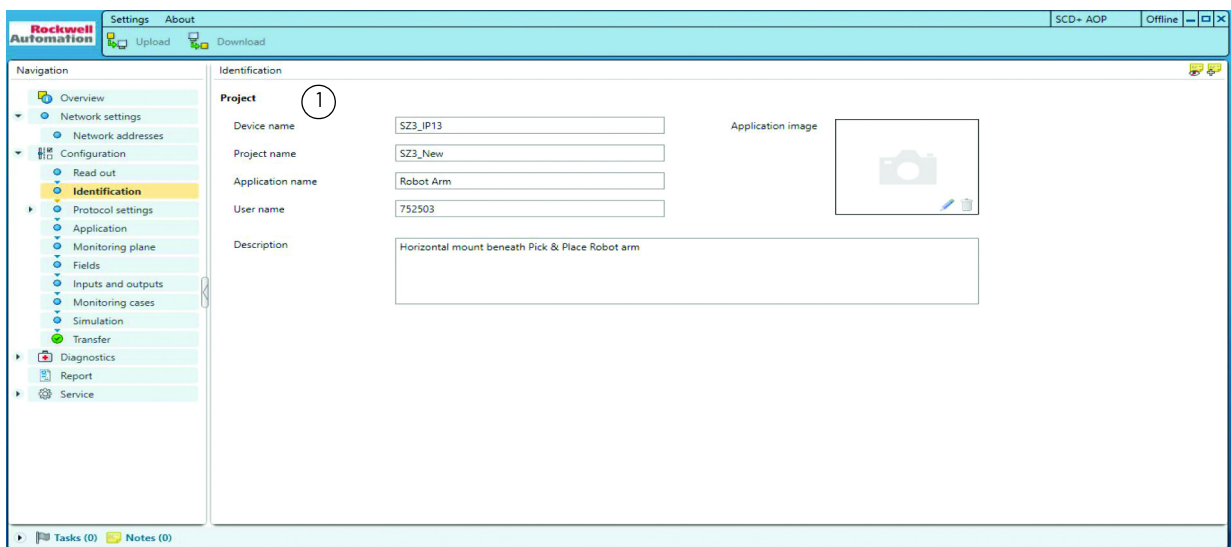 Rockwell
Automation
Settings About
SCD+ AOP
Offline
Upload Download
Navigation
Overview
Network settings
Network addresses
Configuration
Read out
Identification
Protocol settings
Application
Monitoring plane
Fields
Inputs and outputs
Monitoring cases
Simulation
Transfer
Diagnostics
Report
Service
Identification
Project
1
Device name SZ3_IP13
Project name SZ3_New
Application name Robot Arm
User name 752503
Application image
Description Horizontal mount beneath Pick & Place Robot arm
Tasks (0) Notes (0)